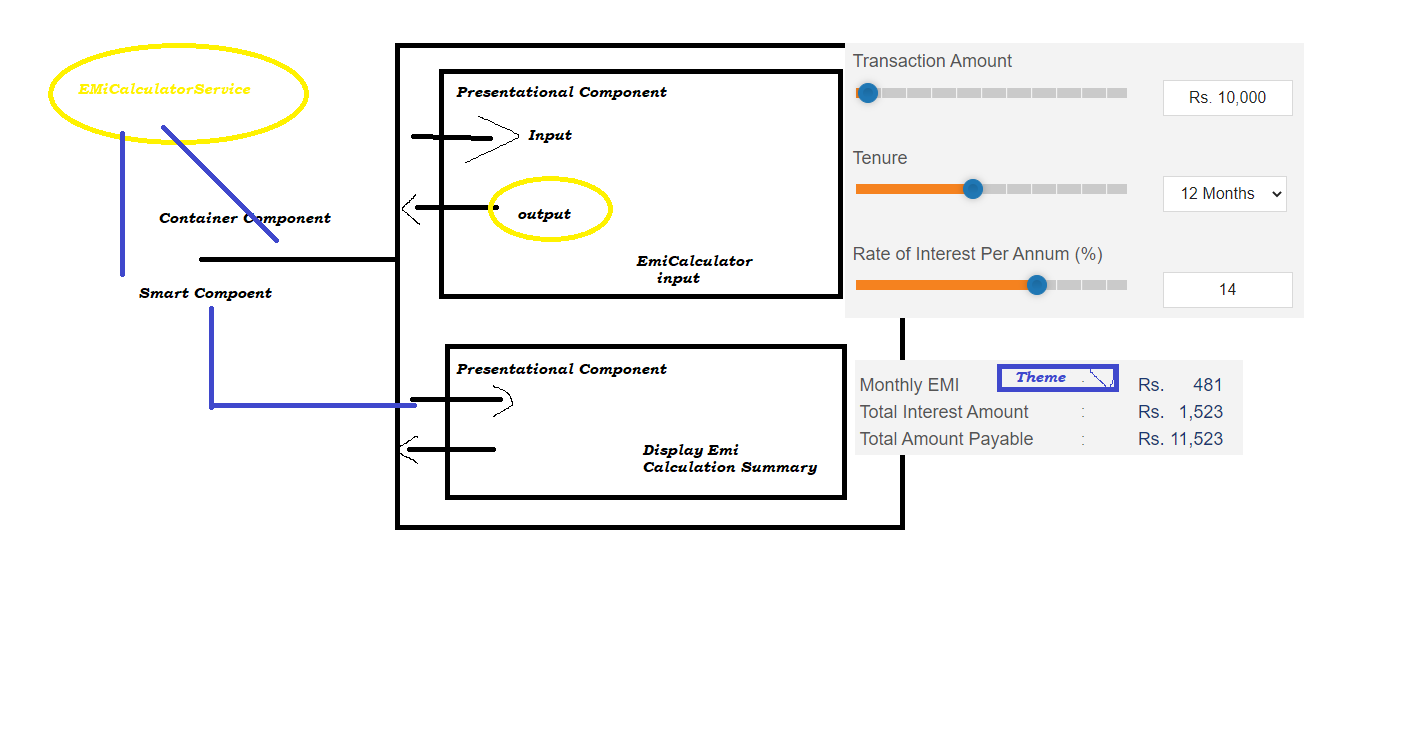 EMiCalculatorService
Container Component
Smart Compoent
Presentational Component
Input
output
EmiCalculator
input
Transaction Amount
Rs. 10,000
Tenure
12 Months
Rate of Interest Per Annum (%)
14
Presentational Component
Display Emi
Calculation Summary
Theme
Monthly EMI : Rs. 481
Total Interest Amount : Rs. 1,523
Total Amount Payable : Rs. 11,523